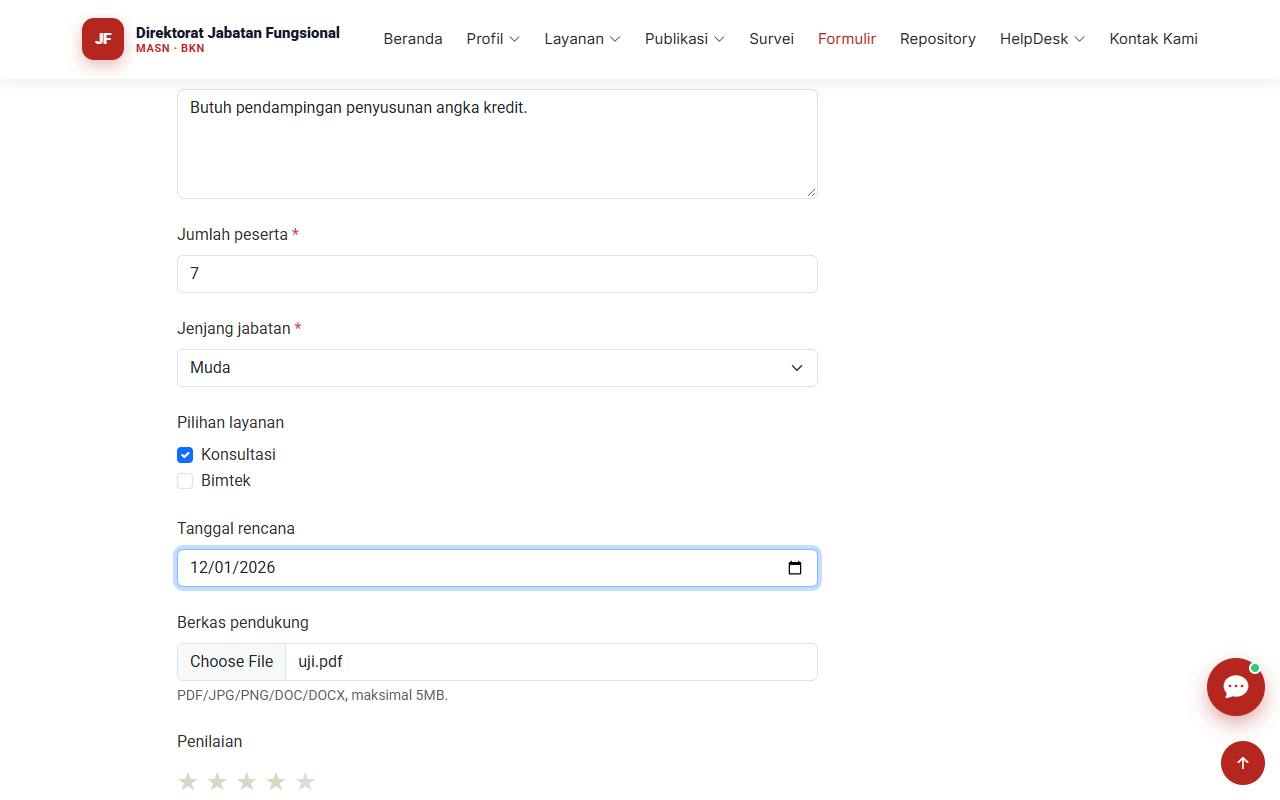 JF
Direktorat Jabatan Fungsional
MASN · BKN
Beranda Profil Layanan Publikasi Survei Formulir Repository HelpDesk Kontak Kami
Butuh pendampingan penyusunan angka kredit.
Jumlah peserta *
7
Jenjang jabatan *
Muda
Pilihan layanan
Konsultasi
Bimtek
Tanggal rencana
12/01/2026
Berkas pendukung
Choose File uji.pdf
PDF/JPG/PNG/DOC/DOCX, maksimal 5MB.
Penilaian